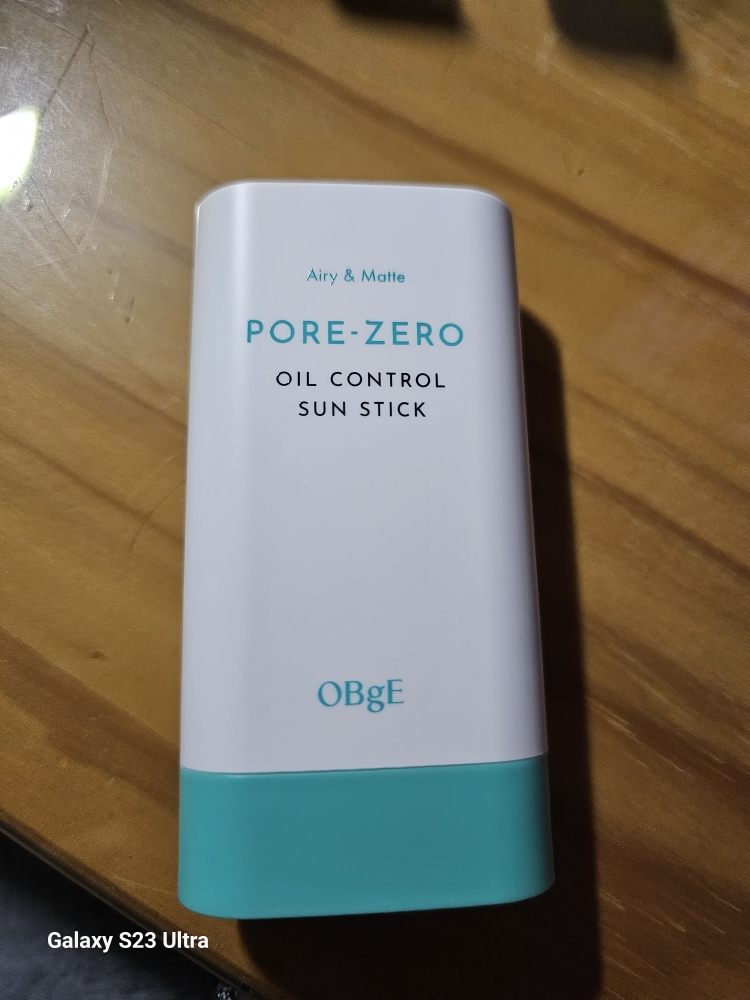 Airy & Matte
PORE-ZERO
OIL CONTROL
SUN STICK
OBgE
Galaxy S23 Ultra